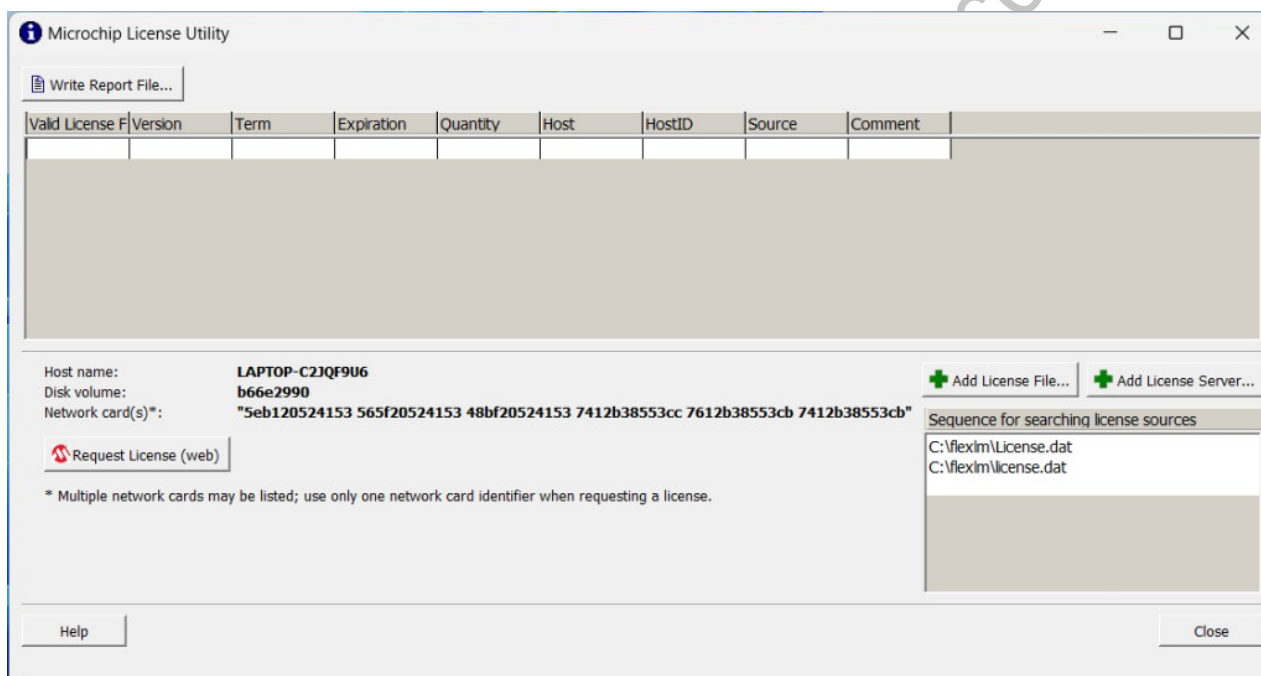 Microchip License Utility
Write Report File...
Valid License F Version Term Expiration Quantity Host HostID Source Comment
Host name: LAPTOP-C2JQF9U6
Disk volume: b66e2990
Network card(s)*: "5eb120524153 565f20524153 48bf20524153 7412b38553cc 7612b38553cb 7412b38553cb"
Request License (web)
* Multiple network cards may be listed; use only one network card identifier when requesting a license.
Add License File... Add License Server...
Sequence for searching license sources
C:\flexlm\License.dat
C:\flexlm\license.dat
Help Close